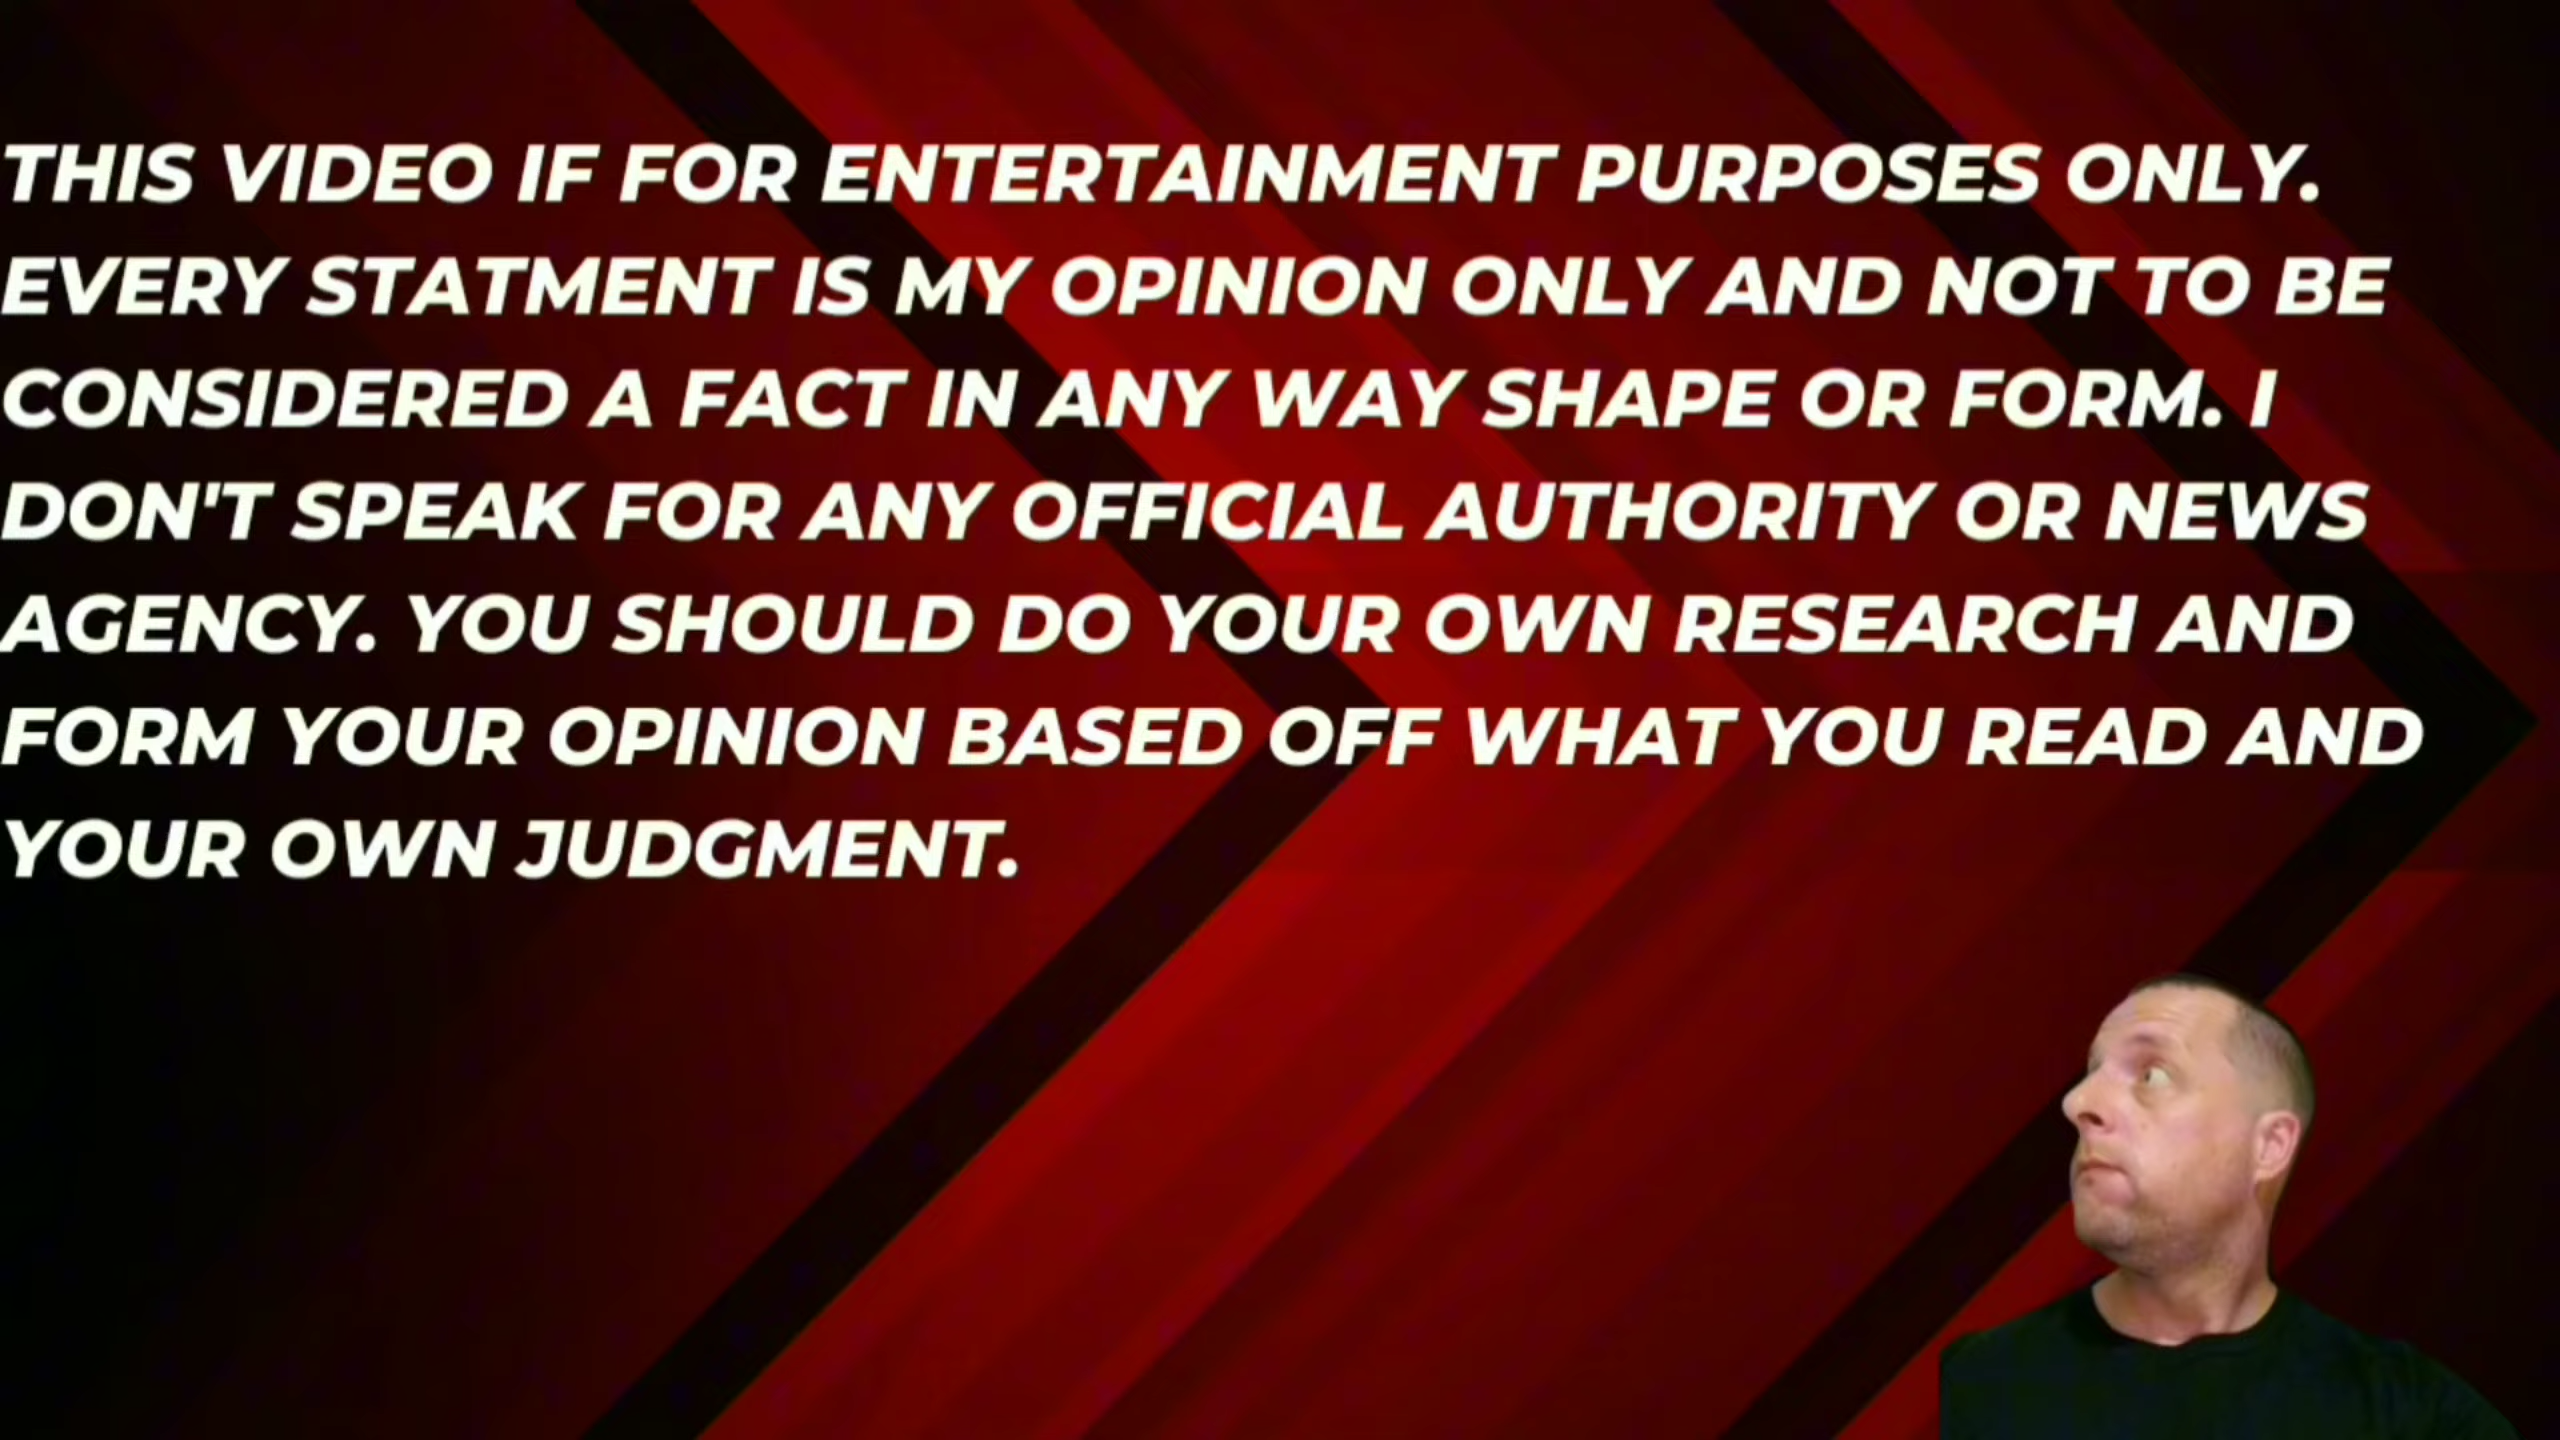 THIS VIDEO IF FOR ENTERTAINMENT PURPOSES ONLY.
EVERY STATMENT IS MY OPINION ONLY AND NOT TO BE
CONSIDERED A FACT IN ANY WAY SHAPE OR FORM. I
DON'T SPEAK FOR ANY OFFICIAL AUTHORITY OR NEWS
AGENCY. YOU SHOULD DO YOUR OWN RESEARCH AND
FORM YOUR OPINION BASED OFF WHAT YOU READ AND
YOUR OWN JUDGMENT.